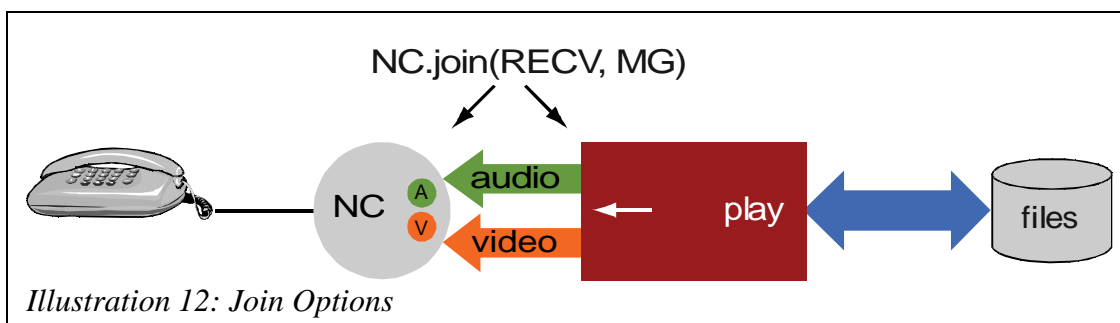 NC.join(RECV, MG)
NC
A
V
audio
video
play
files
Illustration 12: Join Options